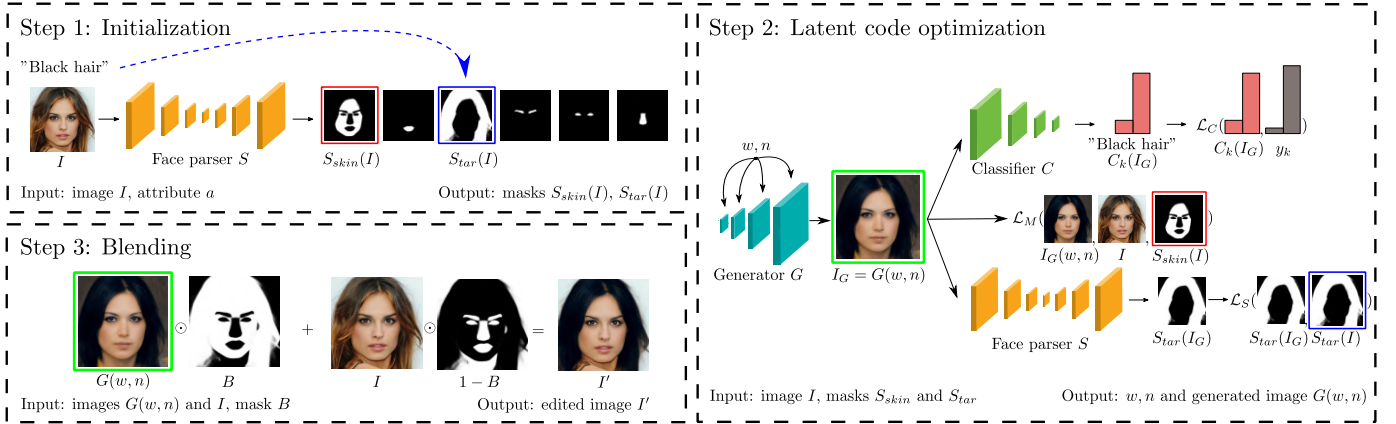 Step 1: Initialization
"Black hair"
I
Face parser S
S_skin(I)
S_tar(I)
Input: image I, attribute a
Output: masks S_skin(I), S_tar(I)
Step 2: Latent code optimization
w, n
Generator G
I_G = G(w, n)
Classifier C
"Black hair"
C_k(I_G)
ℒ_C( , )
C_k(I_G) y_k
ℒ_M( , , )
I_G(w, n) I S_skin(I)
Face parser S
S_tar(I_G)
ℒ_S( , )
S_tar(I_G) S_tar(I)
Input: image I, masks S_skin and S_tar
Output: w, n and generated image G(w, n)
Step 3: Blending
⊙ + ⊙ =
G(w, n) B I 1 − B I′
Input: images G(w, n) and I, mask B
Output: edited image I′